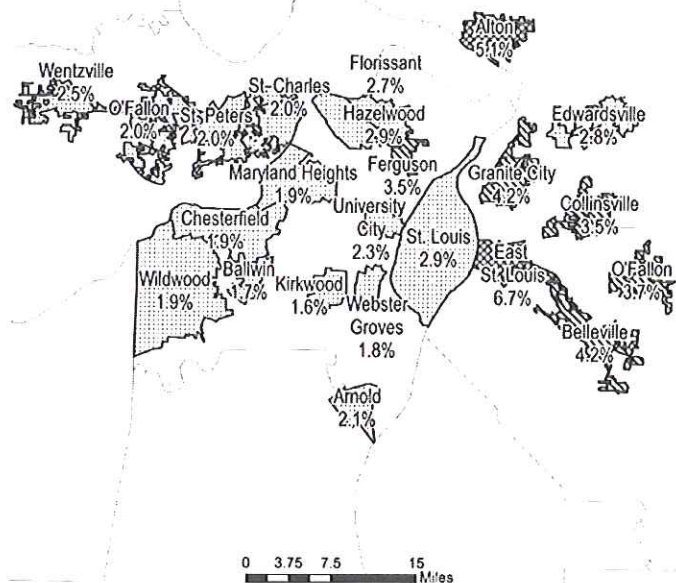 Alton
5.1%
Wentzville
2.5%
Florissant
2.7%
St. Charles
2.0%
O'Fallon
2.0%
St. Peters
2.0%
Hazelwood
2.9%
Edwardsville
2.8%
Ferguson
3.5%
Granite City
4.2%
Maryland Heights
1.9%
Collinsville
3.5%
University
City
2.3%
Chesterfield
1.9%
St. Louis
2.9%
East
St. Louis
6.7%
O'Fallon
3.7%
Wildwood
1.9%
Ballwin
1.7%
Kirkwood
1.6%
Webster
Groves
1.8%
Belleville
4.2%
Arnold
2.1%
0 3.75 7.5 15
Miles